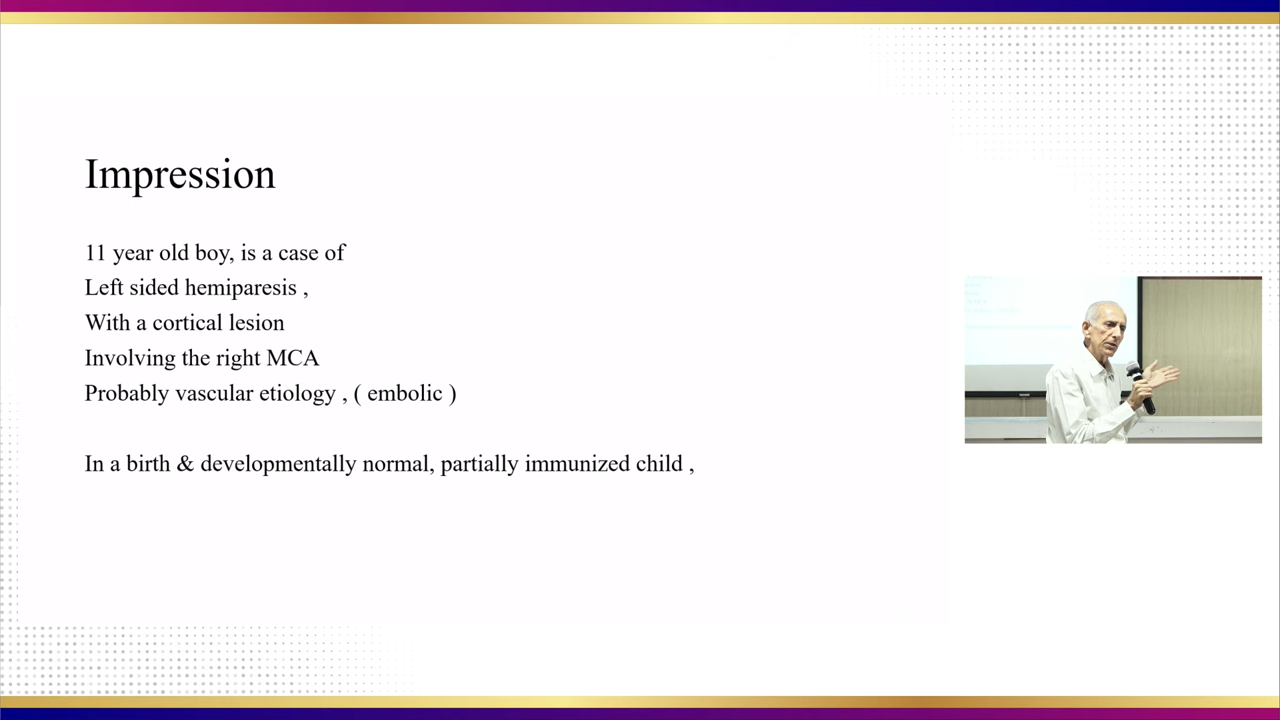 Impression
11 year old boy, is a case of
Left sided hemiparesis ,
With a cortical lesion
Involving the right MCA
Probably vascular etiology , ( embolic )
In a birth & developmentally normal, partially immunized child ,